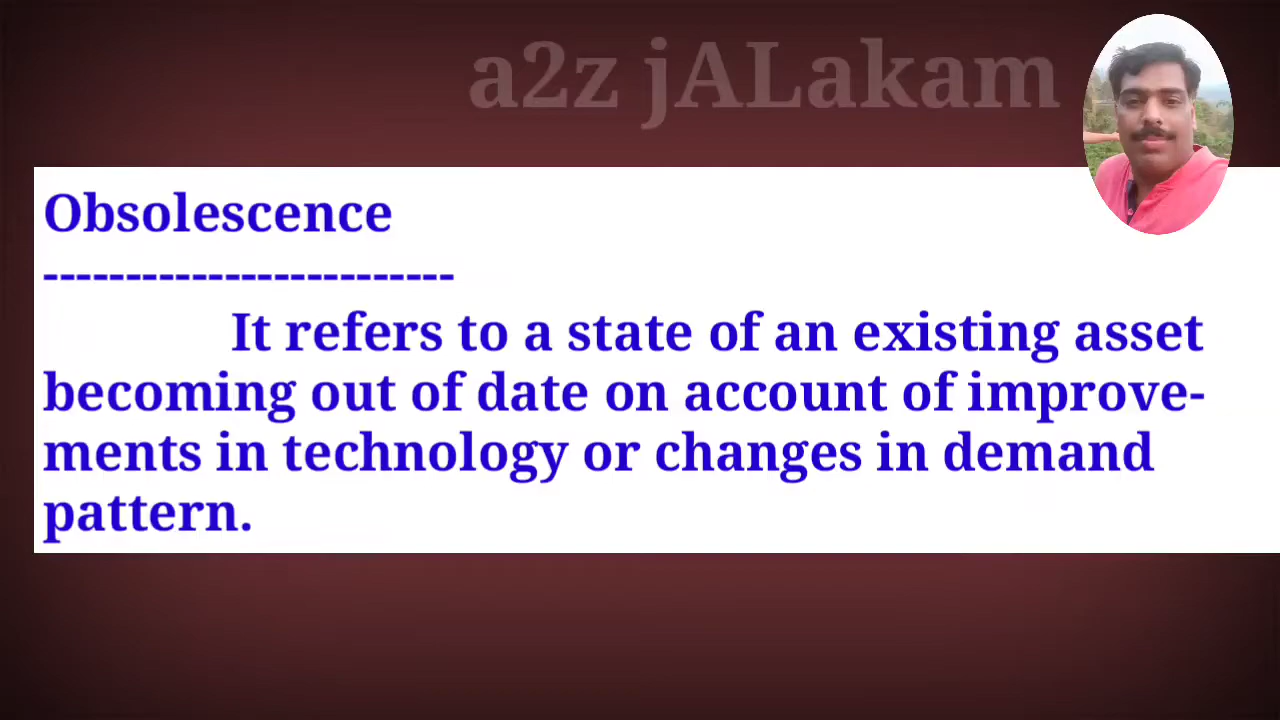 a2z jALakam
Obsolescence
-------------------------
It refers to a state of an existing asset
becoming out of date on account of improve-
ments in technology or changes in demand
pattern.